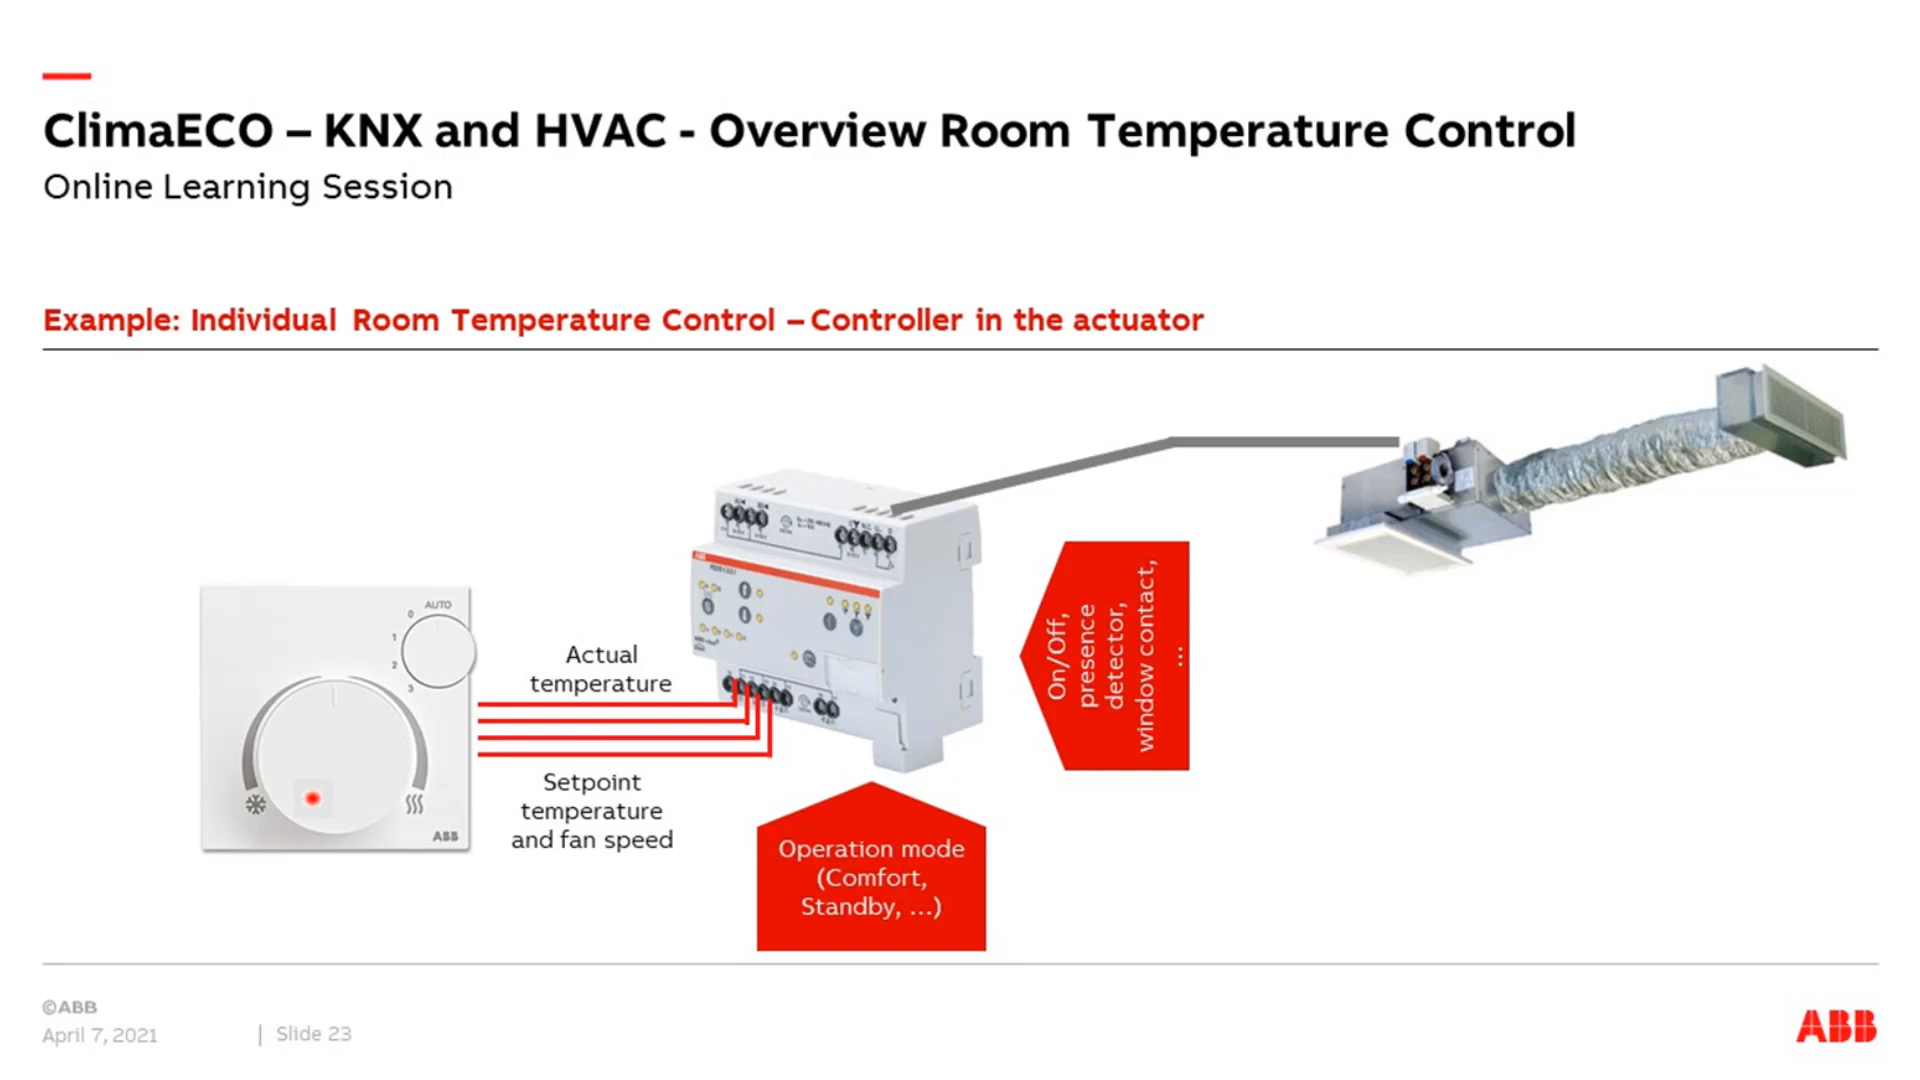 ClimaECO – KNX and HVAC - Overview Room Temperature Control
Online Learning Session
Example: Individual Room Temperature Control – Controller in the actuator
AUTO
0
1
2
3
ABB
Actual
temperature
Setpoint
temperature
and fan speed
ABB
On/Off,
presence
detector,
window contact,
...
Operation mode
(Comfort,
Standby, ...)
©ABB
April 7, 2021
| Slide 23
ABB